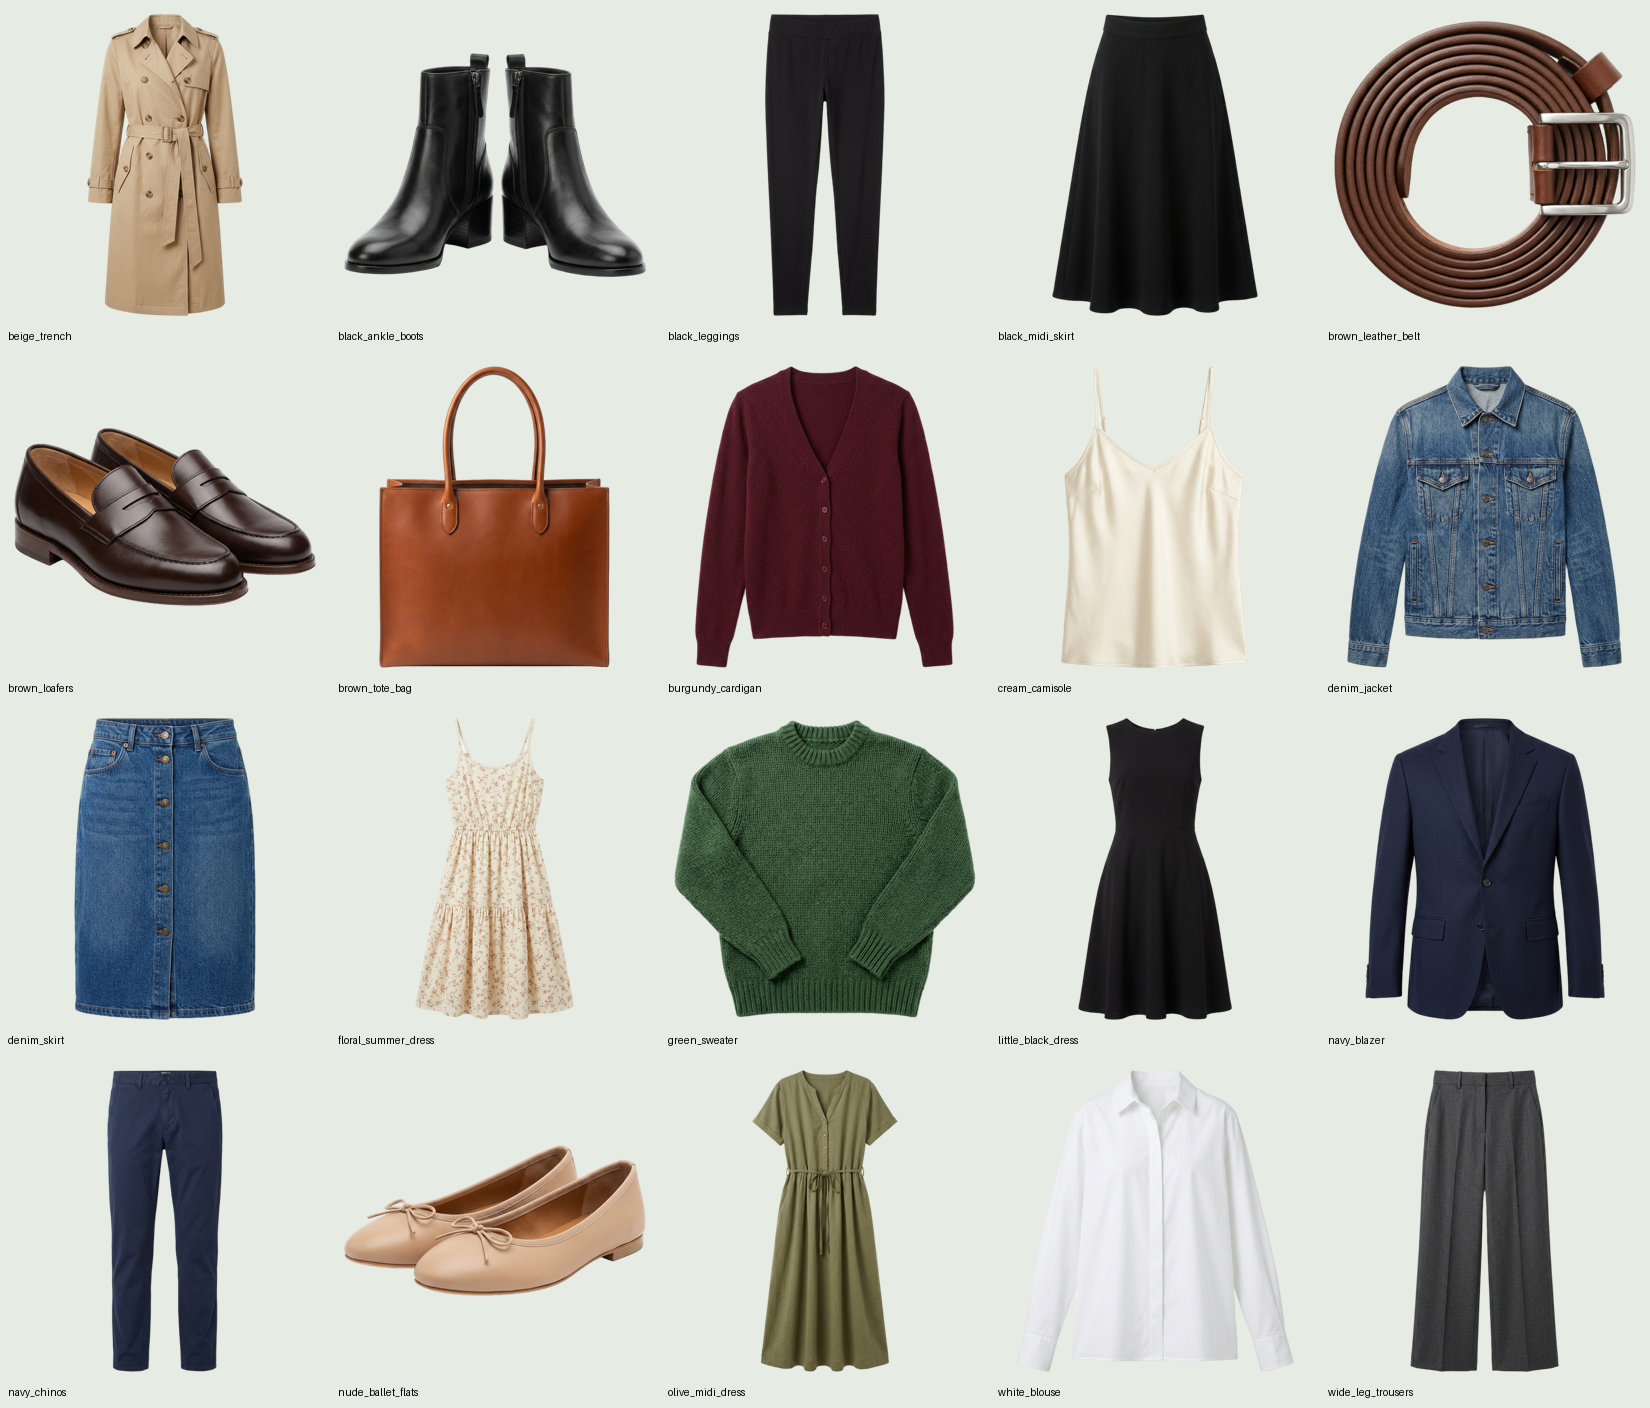 beige_trench
black_ankle_boots
black_leggings
black_midi_skirt
brown_leather_belt
brown_loafers
brown_tote_bag
burgundy_cardigan
cream_camisole
denim_jacket
denim_skirt
floral_summer_dress
green_sweater
little_black_dress
navy_blazer
navy_chinos
nude_ballet_flats
olive_midi_dress
white_blouse
wide_leg_trousers